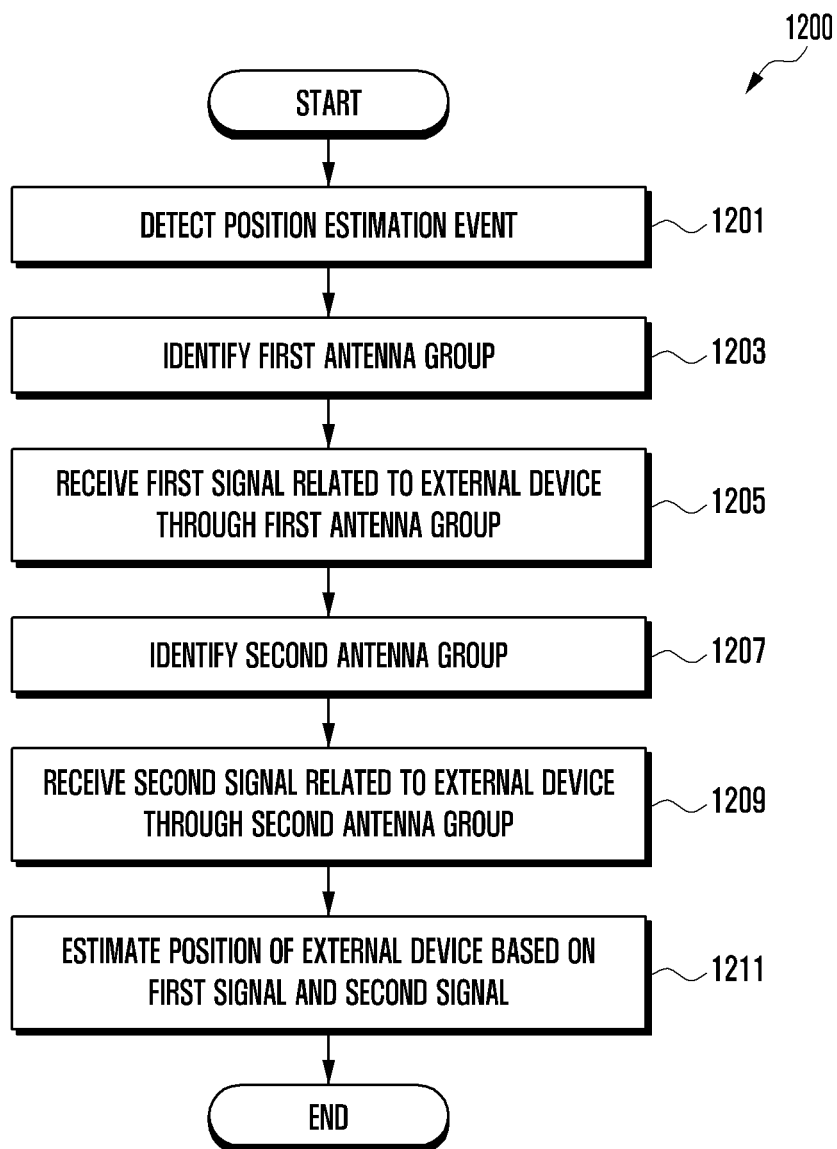 1200
START
DETECT POSITION ESTIMATION EVENT
1201
IDENTIFY FIRST ANTENNA GROUP
1203
RECEIVE FIRST SIGNAL RELATED TO EXTERNAL DEVICE
THROUGH FIRST ANTENNA GROUP
1205
IDENTIFY SECOND ANTENNA GROUP
1207
RECEIVE SECOND SIGNAL RELATED TO EXTERNAL DEVICE
THROUGH SECOND ANTENNA GROUP
1209
ESTIMATE POSITION OF EXTERNAL DEVICE BASED ON
FIRST SIGNAL AND SECOND SIGNAL
1211
END